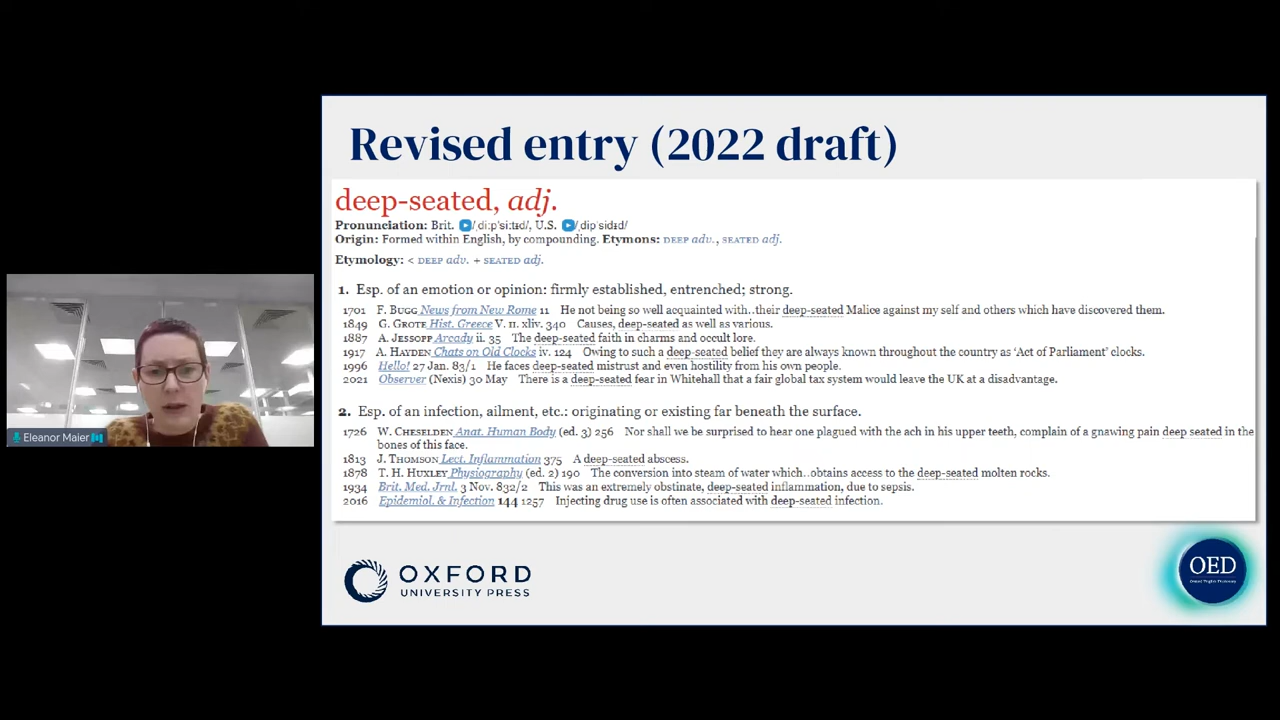 Revised entry (2022 draft)
deep-seated, adj.
Pronunciation: Brit. /ˌdiːpˈsiːtɪd/, U.S. /ˌdipˈsidᵻd/
Origin: Formed within English, by compounding. Etymons: DEEP adv., SEATED adj.
Etymology: < DEEP adv. + SEATED adj.
1. Esp. of an emotion or opinion: firmly established, entrenched; strong.
1701 F. BUGG News from New Rome 11 He not being so well acquainted with..their deep-seated Malice against my self and others which have discovered them.
1849 G. GROTE Hist. Greece V. II. xliv. 340 Causes, deep-seated as well as various.
1887 A. JESSOPP Arcady ii. 35 The deep-seated faith in charms and occult lore.
1917 A. HAYDEN Chats on Old Clocks iv. 124 Owing to such a deep-seated belief they are always known throughout the country as ‘Act of Parliament’ clocks.
1996 Hello! 27 Jan. 83/1 He faces deep-seated mistrust and even hostility from his own people.
2021 Observer (Nexis) 30 May There is a deep-seated fear in Whitehall that a fair global tax system would leave the UK at a disadvantage.
2. Esp. of an infection, ailment, etc.: originating or existing far beneath the surface.
1726 W. CHESELDEN Anat. Human Body (ed. 3) 256 Nor shall we be surprised to hear one plagued with the ach in his upper teeth, complain of a gnawing pain deep seated in the
bones of this face.
1813 J. THOMSON Lect. Inflammation 375 A deep-seated abscess.
1878 T. H. HUXLEY Physiography (ed. 2) 190 The conversion into steam of water which..obtains access to the deep-seated molten rocks.
1934 Brit. Med. Jrnl. 3 Nov. 832/2 This was an extremely obstinate, deep-seated inflammation, due to sepsis.
2016 Epidemiol. & Infection 144 1257 Injecting drug use is often associated with deep-seated infection.
Eleanor Maier
OXFORD
UNIVERSITY PRESS
OED
Oxford English Dictionary